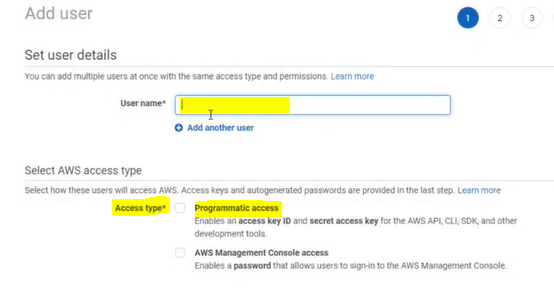 Add user
1 2 3
Set user details
You can add multiple users at once with the same access type and permissions. Learn more
User name*
Add another user
Select AWS access type
Select how these users will access AWS. Access keys and autogenerated passwords are provided in the last step. Learn more
Access type* Programmatic access
Enables an access key ID and secret access key for the AWS API, CLI, SDK, and other
development tools.
AWS Management Console access
Enables a password that allows users to sign-in to the AWS Management Console.